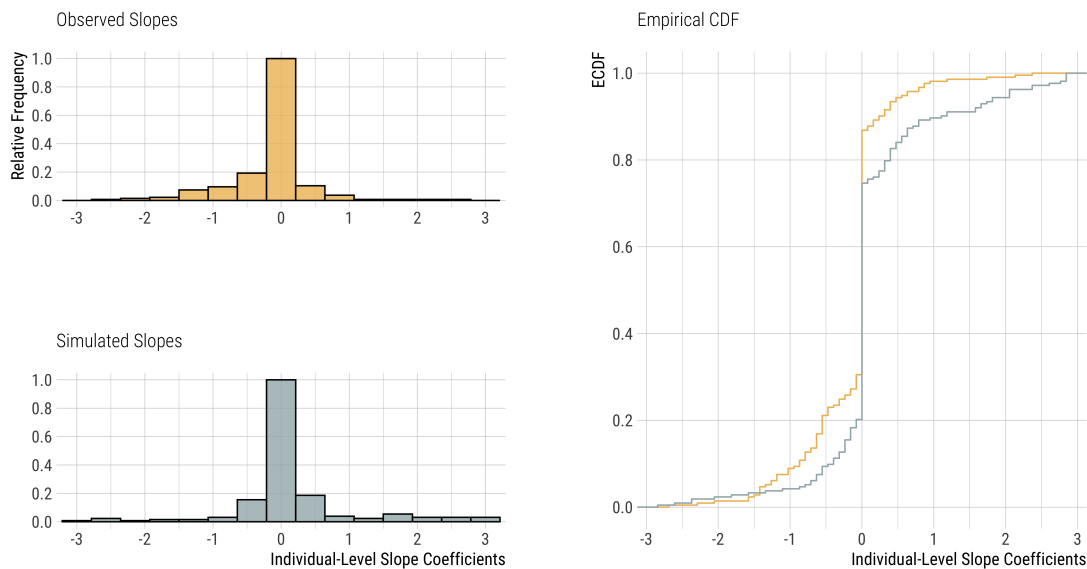 Observed Slopes
Relative Frequency
1.0
0.8
0.6
0.4
0.2
0.0
-3 -2 -1 0 1 2 3
Simulated Slopes
1.0
0.8
0.6
0.4
0.2
0.0
-3 -2 -1 0 1 2 3
Individual-Level Slope Coefficients
Empirical CDF
ECDF
1.0
0.8
0.6
0.4
0.2
0.0
-3 -2 -1 0 1 2 3
Individual-Level Slope Coefficients